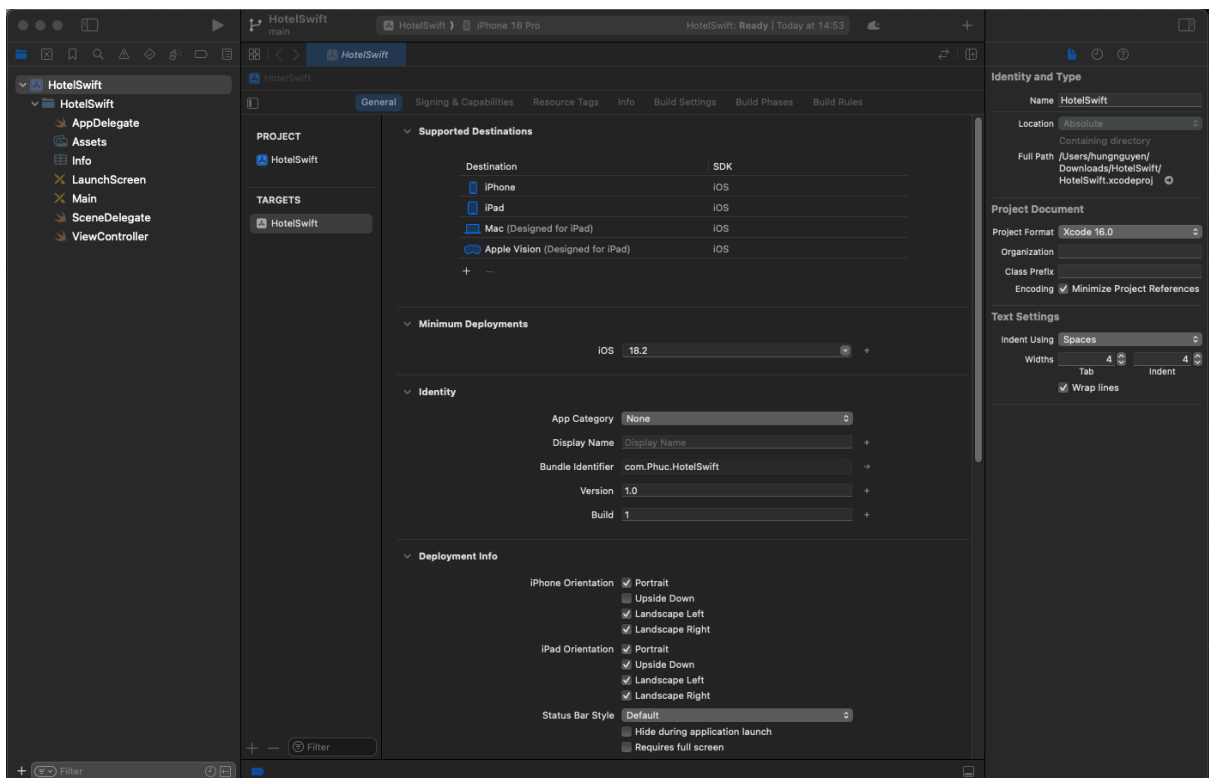 HotelSwift
main
HotelSwift
iPhone 16 Pro
HotelSwift: Ready | Today at 14:53
HotelSwift
HotelSwift
HotelSwift
HotelSwift
AppDelegate
Assets
Info
LaunchScreen
Main
SceneDelegate
ViewController
Filter
General
Signing & Capabilities
Resource Tags
Info
Build Settings
Build Phases
Build Rules
PROJECT
HotelSwift
TARGETS
HotelSwift
Filter
Supported Destinations
Destination SDK
iPhone iOS
iPad iOS
Mac (Designed for iPad) iOS
Apple Vision (Designed for iPad) iOS
Minimum Deployments
iOS 18.2
Identity
App Category None
Display Name Display Name
Bundle Identifier com.Phuc.HotelSwift
Version 1.0
Build 1
Deployment Info
iPhone Orientation Portrait
Upside Down
Landscape Left
Landscape Right
iPad Orientation Portrait
Upside Down
Landscape Left
Landscape Right
Status Bar Style Default
Hide during application launch
Requires full screen
Identity and Type
Name HotelSwift
Location Absolute
Containing directory
Full Path /Users/hungnguyen/
Downloads/HotelSwift/
HotelSwift.xcodeproj
Project Document
Project Format Xcode 16.0
Organization
Class Prefix
Encoding Minimize Project References
Text Settings
Indent Using Spaces
Widths 4 4
Tab Indent
Wrap lines